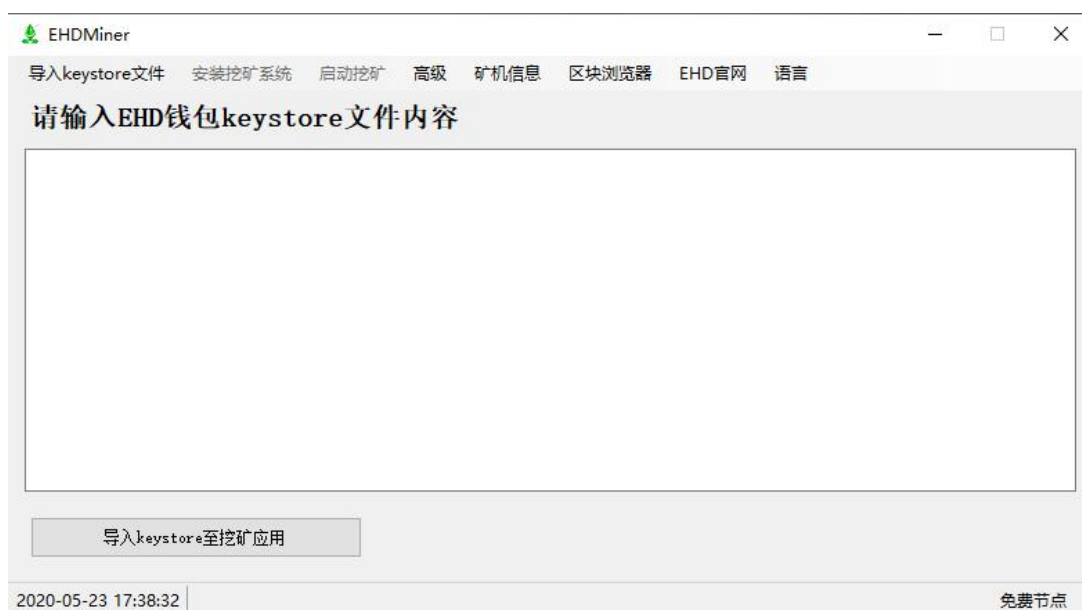 EHDMiner
导入keystore文件 安装挖矿系统 启动挖矿 高级 矿机信息 区块浏览器 EHD官网 语言
请输入EHD钱包keystore文件内容
导入keystore至挖矿应用
2020-05-23 17:38:32 免费节点